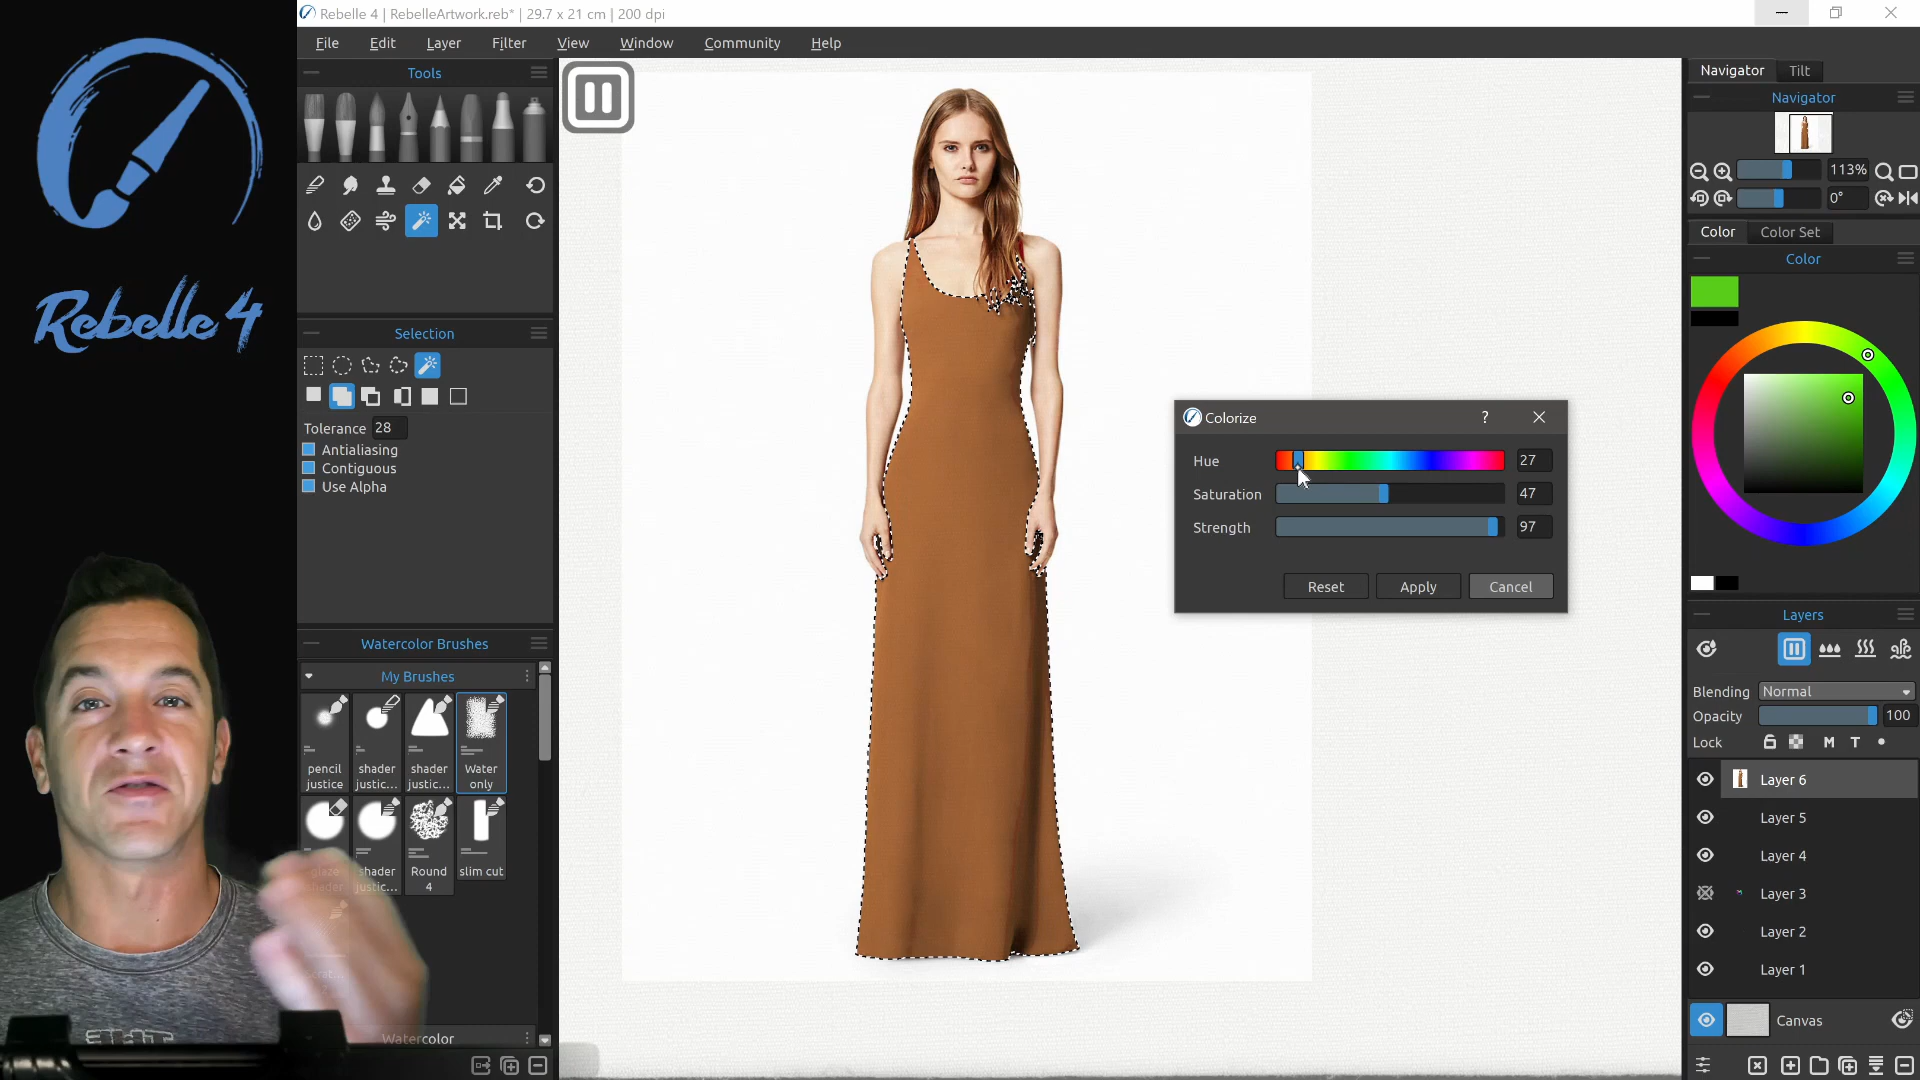 Rebelle 4 | RebelleArtwork.reb* | 29.7 x 21 cm | 200 dpi
File Edit Layer Filter View Window Community Help
Rebelle 4
Tools
Selection
Tolerance 28
Antialiasing
Contiguous
Use Alpha
Watercolor Brushes
My Brushes
pencil justice
shader justic...
shader justic...
Water only
shader justic...
Round 4
slim cut
Watercolor
Colorize ?
Hue 27
Saturation 47
Strength 97
Reset Apply Cancel
Navigator Tilt
Navigator
113%
0°
Color Color Set
Color
Layers
Blending Normal
Opacity 100
Lock M T
Layer 6
Layer 5
Layer 4
Layer 3
Layer 2
Layer 1
Canvas